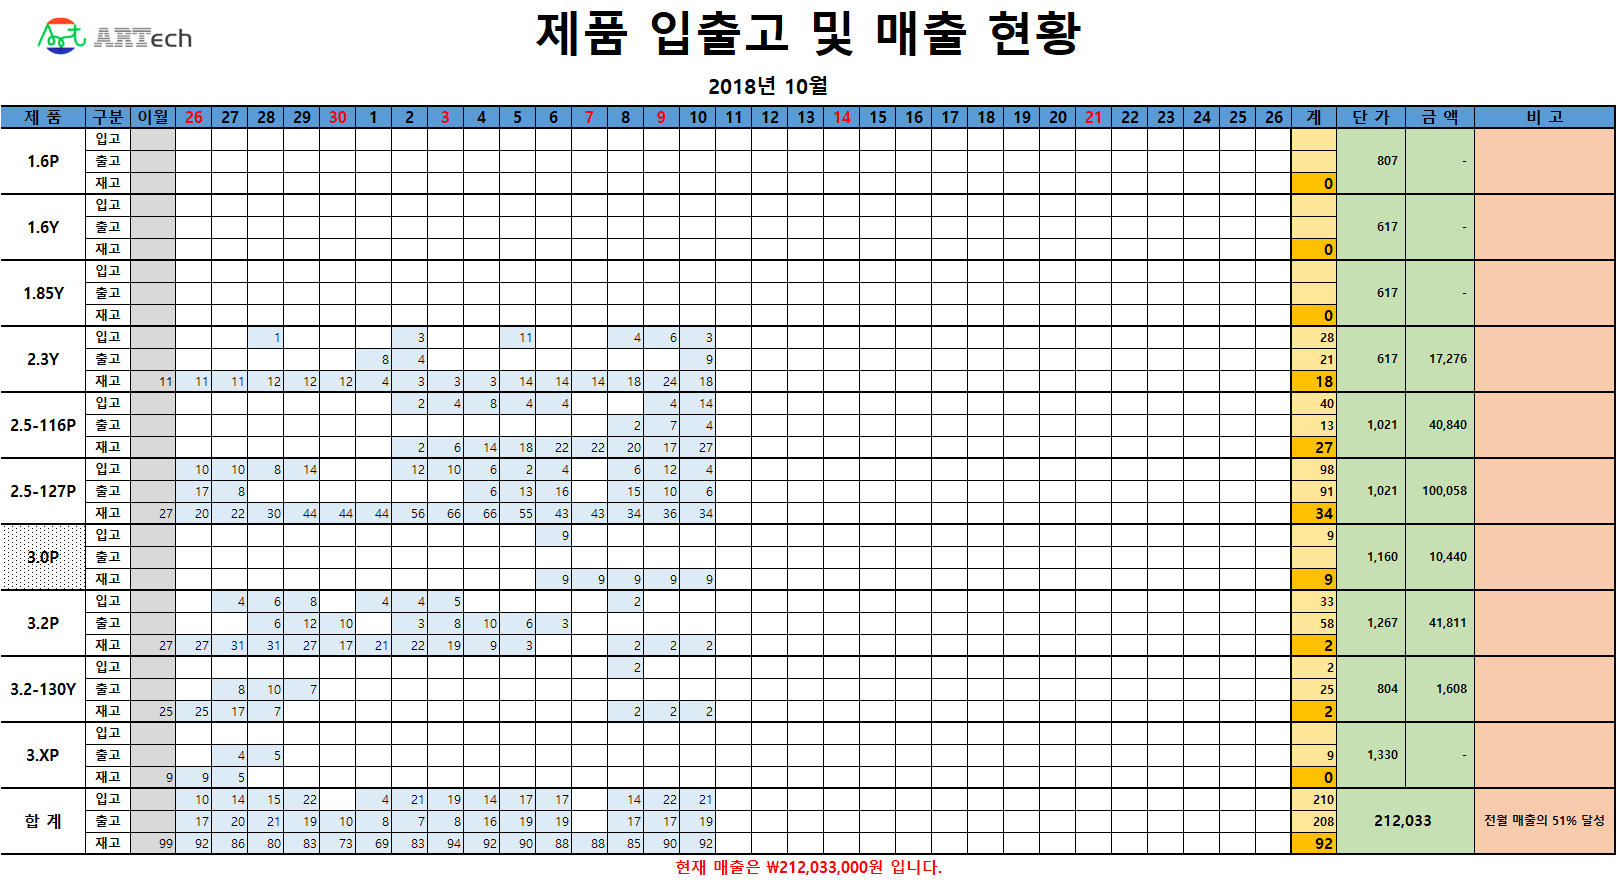 Art ARTech
제품 입출고 및 매출 현황
2018년 10월
제 품 구분 이월 26 27 28 29 30 1 2 3 4 5 6 7 8 9 10 11 12 13 14 15 16 17 18 19 20 21 22 23 24 25 26 계 단 가 금 액 비 고
입고
1.6P 출고 807 -
재고 0
입고
1.6Y 출고 617 -
재고 0
입고
1.85Y 출고 617 -
재고 0
입고 1 3 11 4 6 3 28
2.3Y 출고 8 4 9 21 617 17,276
재고 11 11 11 12 12 12 4 3 3 3 14 14 14 18 24 18 18
입고 2 4 8 4 4 4 14 40
2.5-116P 출고 2 7 4 13 1,021 40,840
재고 2 6 14 18 22 22 20 17 27 27
입고 10 10 8 14 12 10 6 2 4 6 12 4 98
2.5-127P 출고 17 8 6 13 16 15 10 6 91 1,021 100,058
재고 27 20 22 30 44 44 44 56 66 66 55 43 43 34 36 34 34
입고 9 9
3.0P 출고 1,160 10,440
재고 9 9 9 9 9 9
입고 4 6 8 4 4 5 2 33
3.2P 출고 6 12 10 3 8 10 6 3 58 1,267 41,811
재고 27 27 31 31 27 17 21 22 19 9 3 2 2 2 2
입고 2 2
3.2-130Y 출고 8 10 7 25 804 1,608
재고 25 25 17 7 2 2 2 2
입고
3.XP 출고 4 5 9 1,330 -
재고 9 9 5 0
입고 10 14 15 22 4 21 19 14 17 17 14 22 21 210
합 계 출고 17 20 21 19 10 8 7 8 16 19 19 17 17 19 208 212,033 전월 매출의 51% 달성
재고 99 92 86 80 83 73 69 83 94 92 90 88 88 85 90 92 92
현재 매출은 ₩212,033,000원 입니다.